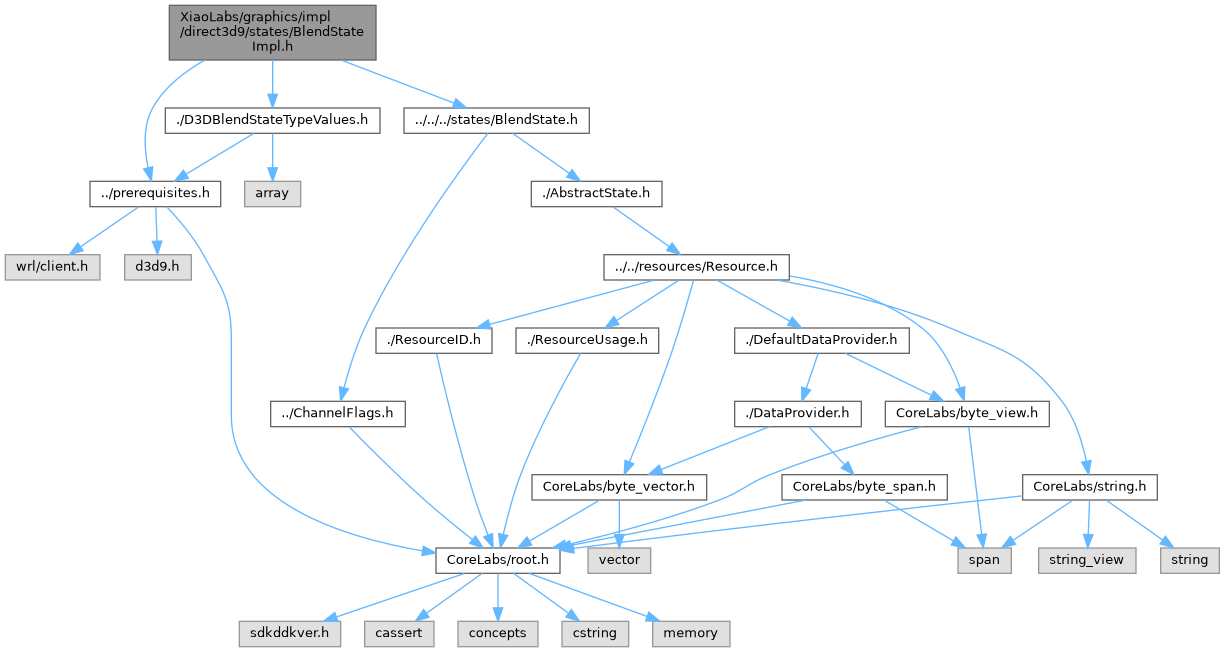 XiaoLabs/graphics/impl
/direct3d9/states/BlendState
Impl.h
./D3DBlendStateTypeValues.h
../../../states/BlendState.h
../prerequisites.h
array
./AbstractState.h
wrl/client.h
d3d9.h
../../resources/Resource.h
./ResourceID.h
./ResourceUsage.h
./DefaultDataProvider.h
../ChannelFlags.h
./DataProvider.h
CoreLabs/byte_view.h
CoreLabs/byte_vector.h
CoreLabs/byte_span.h
CoreLabs/string.h
CoreLabs/root.h
vector
span
string_view
string
sdkddkver.h
cassert
concepts
cstring
memory